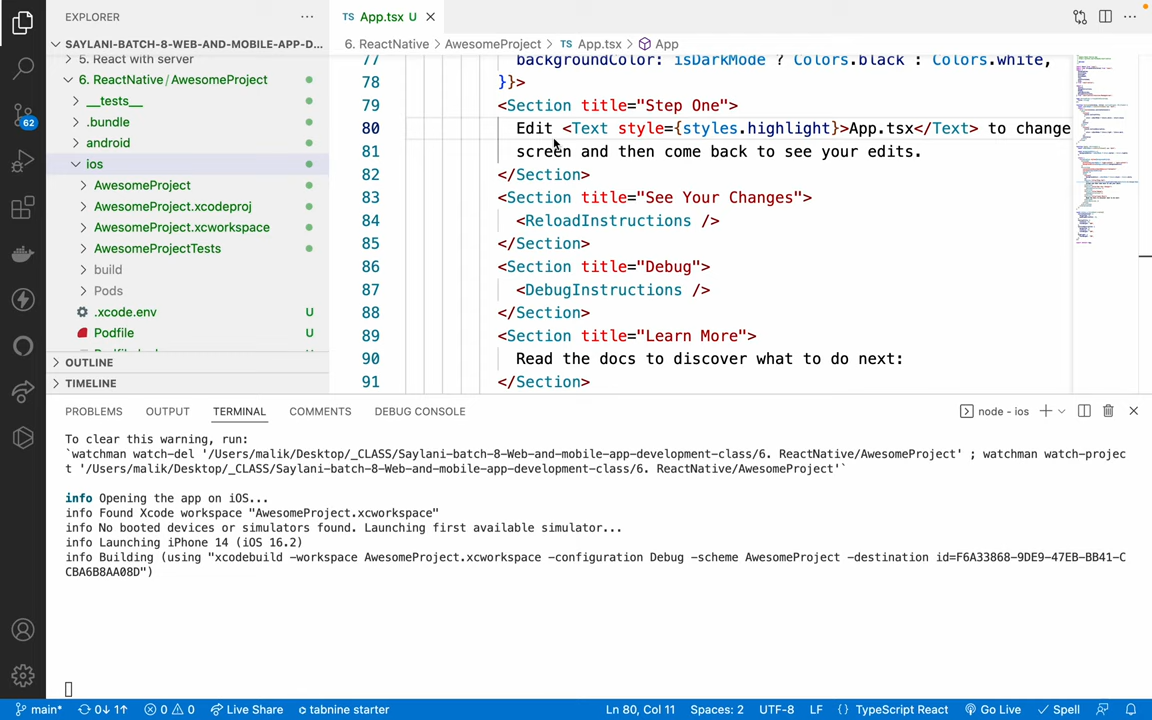 EXPLORER
TS App.tsx U
SAYLANI-BATCH-8-WEB-AND-MOBILE-APP-D...
6. ReactNative > AwesomeProject > TS App.tsx > App
5. React with server
6. ReactNative / AwesomeProject
__tests__
.bundle
android
ios
AwesomeProject
AwesomeProject.xcodeproj
AwesomeProject.xcworkspace
AwesomeProjectTests
build
Pods
.xcode.env U
Podfile U
OUTLINE
TIMELINE
62
77 backgroundColor: isDarkMode ? Colors.black : Colors.white,
78 }}>
79 <Section title="Step One">
80 Edit <Text style={styles.highlight}>App.tsx</Text> to change
81 screen and then come back to see your edits.
82 </Section>
83 <Section title="See Your Changes">
84 <ReloadInstructions />
85 </Section>
86 <Section title="Debug">
87 <DebugInstructions />
88 </Section>
89 <Section title="Learn More">
90 Read the docs to discover what to do next:
91 </Section>
PROBLEMS OUTPUT TERMINAL COMMENTS DEBUG CONSOLE
node - ios
To clear this warning, run:
`watchman watch-del '/Users/malik/Desktop/_CLASS/Saylani-batch-8-Web-and-mobile-app-development-class/6. ReactNative/AwesomeProject' ; watchman watch-projec
t '/Users/malik/Desktop/_CLASS/Saylani-batch-8-Web-and-mobile-app-development-class/6. ReactNative/AwesomeProject'`
info Opening the app on iOS...
info Found Xcode workspace "AwesomeProject.xcworkspace"
info No booted devices or simulators found. Launching first available simulator...
info Launching iPhone 14 (iOS 16.2)
info Building (using "xcodebuild -workspace AwesomeProject.xcworkspace -configuration Debug -scheme AwesomeProject -destination id=F6A33868-9DE9-47EB-BB41-C
CBA6B8AA08D")
main* 0↓ 1↑ 0 0 Live Share tabnine starter Ln 80, Col 11 Spaces: 2 UTF-8 LF {} TypeScript React Go Live Spell